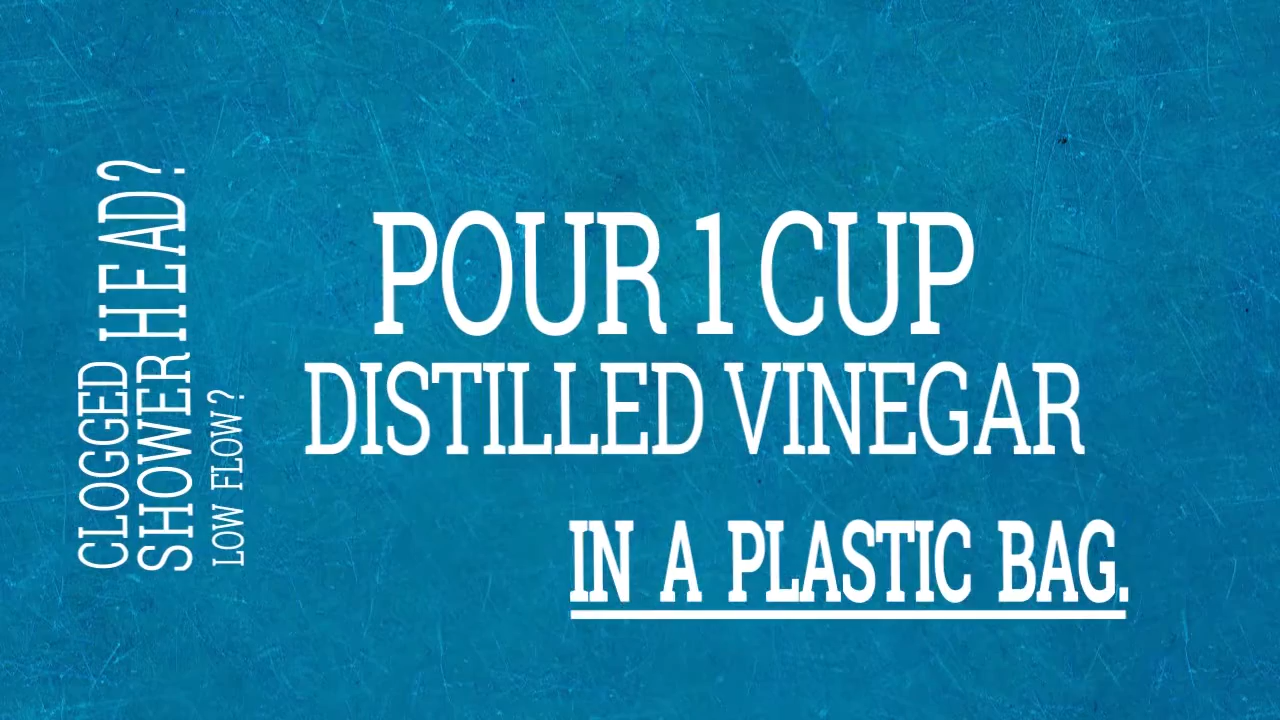 CLOGGED
SHOWER HEAD?
LOW FLOW?
POUR 1 CUP
DISTILLED VINEGAR
IN A PLASTIC BAG.